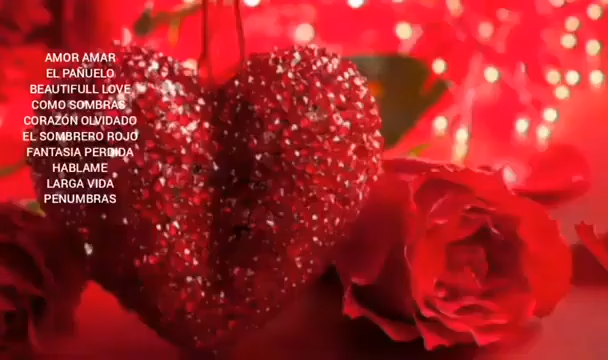 AMOR AMAR
EL PAÑUELO
BEAUTIFULL LOVE
COMO SOMBRAS
CORAZÓN OLVIDADO
EL SOMBRERO ROJO
FANTASIA PERDIDA
HABLAME
LARGA VIDA
PENUMBRAS